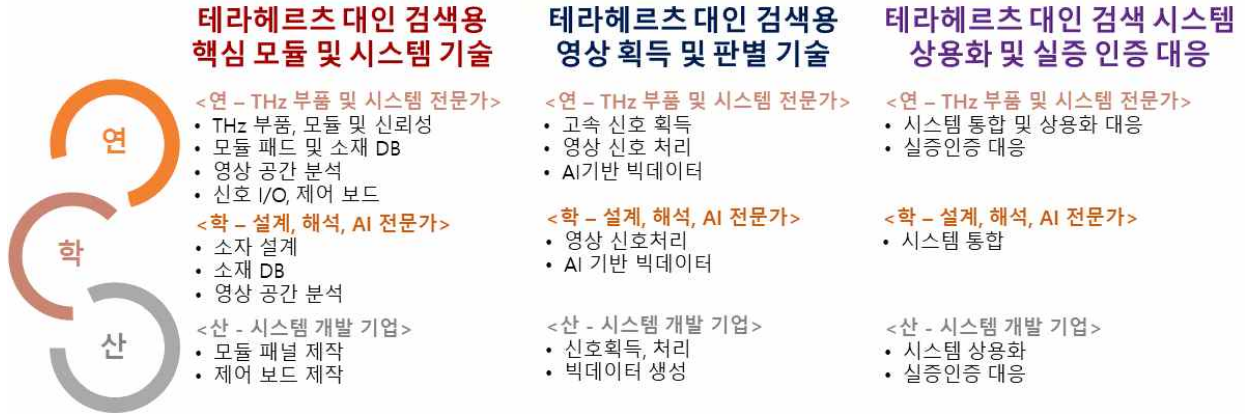 테라헤르츠 대인 검색용
핵심 모듈 및 시스템 기술
테라헤르츠 대인 검색용
영상 획득 및 판별 기술
테라헤르츠 대인 검색 시스템
상용화 및 실증 인증 대응
연
<연 – THz 부품 및 시스템 전문가>
• THz 부품, 모듈 및 신뢰성
• 모듈 패드 및 소재 DB
• 영상 공간 분석
• 신호 I/O, 제어 보드
<연 – THz 부품 및 시스템 전문가>
• 고속 신호 획득
• 영상 신호 처리
• AI기반 빅데이터
<연 – THz 부품 및 시스템 전문가>
• 시스템 통합 및 상용화 대응
• 실증인증 대응
학
<학 – 설계, 해석, AI 전문가>
• 소자 설계
• 소재 DB
• 영상 공간 분석
<학 – 설계, 해석, AI 전문가>
• 영상 신호처리
• AI 기반 빅데이터
<학 – 설계, 해석, AI 전문가>
• 시스템 통합
산
<산 - 시스템 개발 기업>
• 모듈 패널 제작
• 제어 보드 제작
<산 - 시스템 개발 기업>
• 신호획득, 처리
• 빅데이터 생성
<산 - 시스템 개발 기업>
• 시스템 상용화
• 실증인증 대응